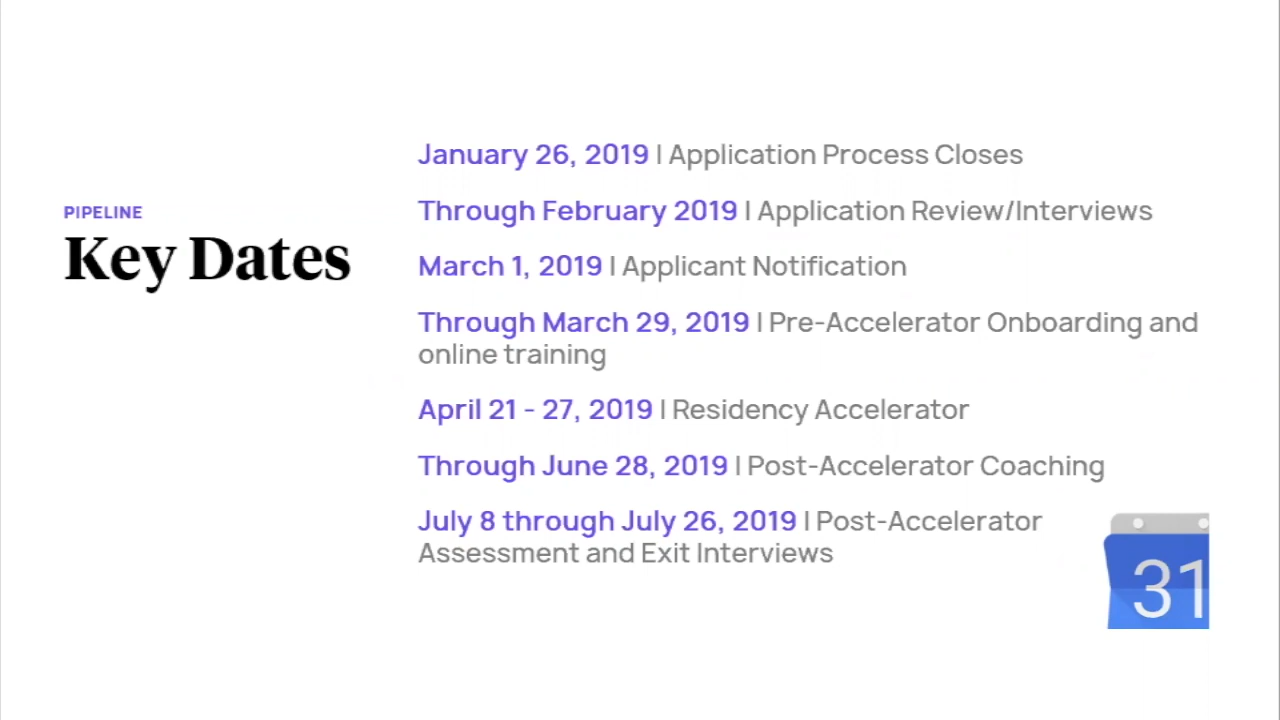 PIPELINE
Key Dates
January 26, 2019 | Application Process Closes
Through February 2019 | Application Review/Interviews
March 1, 2019 | Applicant Notification
Through March 29, 2019 | Pre-Accelerator Onboarding and
online training
April 21 - 27, 2019 | Residency Accelerator
Through June 28, 2019 | Post-Accelerator Coaching
July 8 through July 26, 2019 | Post-Accelerator
Assessment and Exit Interviews
31